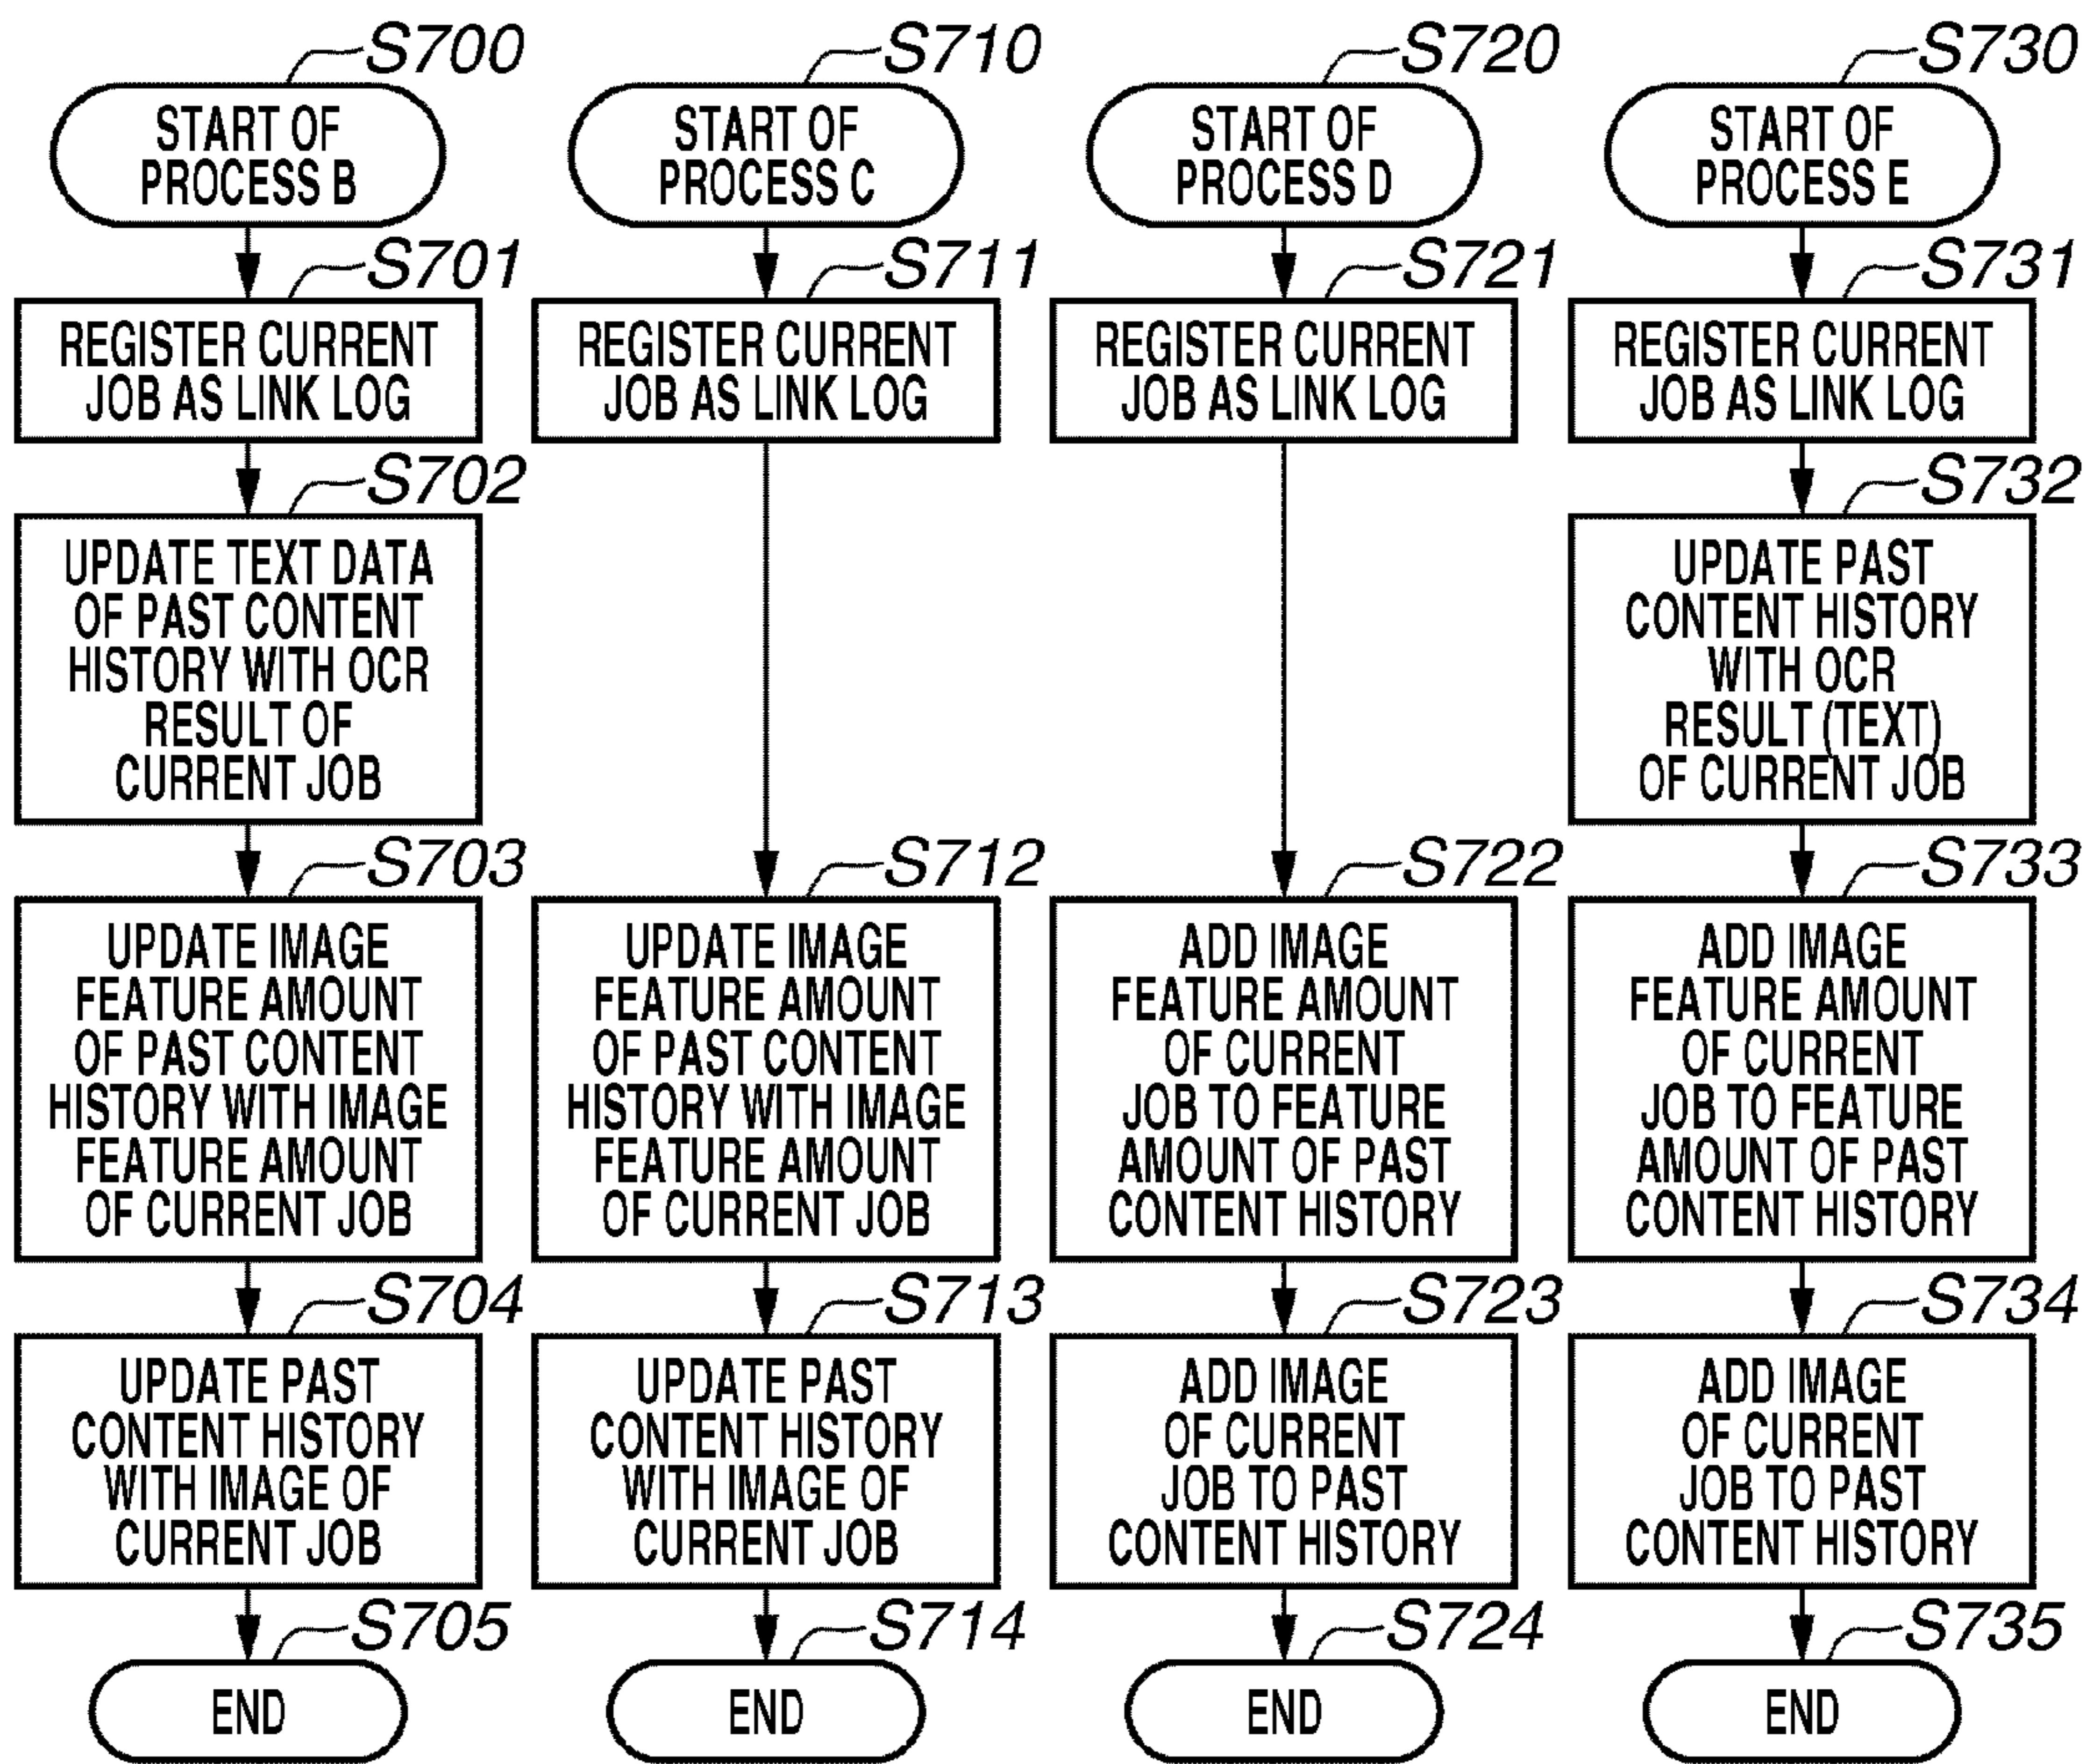 S700
START OF
PROCESS B
S701
REGISTER CURRENT
JOB AS LINK LOG
S702
UPDATE TEXT DATA
OF PAST CONTENT
HISTORY WITH OCR
RESULT OF
CURRENT JOB
S703
UPDATE IMAGE
FEATURE AMOUNT
OF PAST CONTENT
HISTORY WITH IMAGE
FEATURE AMOUNT
OF CURRENT JOB
S704
UPDATE PAST
CONTENT HISTORY
WITH IMAGE OF
CURRENT JOB
S705
END
S710
START OF
PROCESS C
S711
REGISTER CURRENT
JOB AS LINK LOG
S712
UPDATE IMAGE
FEATURE AMOUNT
OF PAST CONTENT
HISTORY WITH IMAGE
FEATURE AMOUNT
OF CURRENT JOB
S713
UPDATE PAST
CONTENT HISTORY
WITH IMAGE OF
CURRENT JOB
S714
END
S720
START OF
PROCESS D
S721
REGISTER CURRENT
JOB AS LINK LOG
S722
ADD IMAGE
FEATURE AMOUNT
OF CURRENT
JOB TO FEATURE
AMOUNT OF PAST
CONTENT HISTORY
S723
ADD IMAGE
OF CURRENT
JOB TO PAST
CONTENT HISTORY
S724
END
S730
START OF
PROCESS E
S731
REGISTER CURRENT
JOB AS LINK LOG
S732
UPDATE PAST
CONTENT HISTORY
WITH OCR
RESULT (TEXT)
OF CURRENT JOB
S733
ADD IMAGE
FEATURE AMOUNT
OF CURRENT
JOB TO FEATURE
AMOUNT OF PAST
CONTENT HISTORY
S734
ADD IMAGE
OF CURRENT
JOB TO PAST
CONTENT HISTORY
S735
END